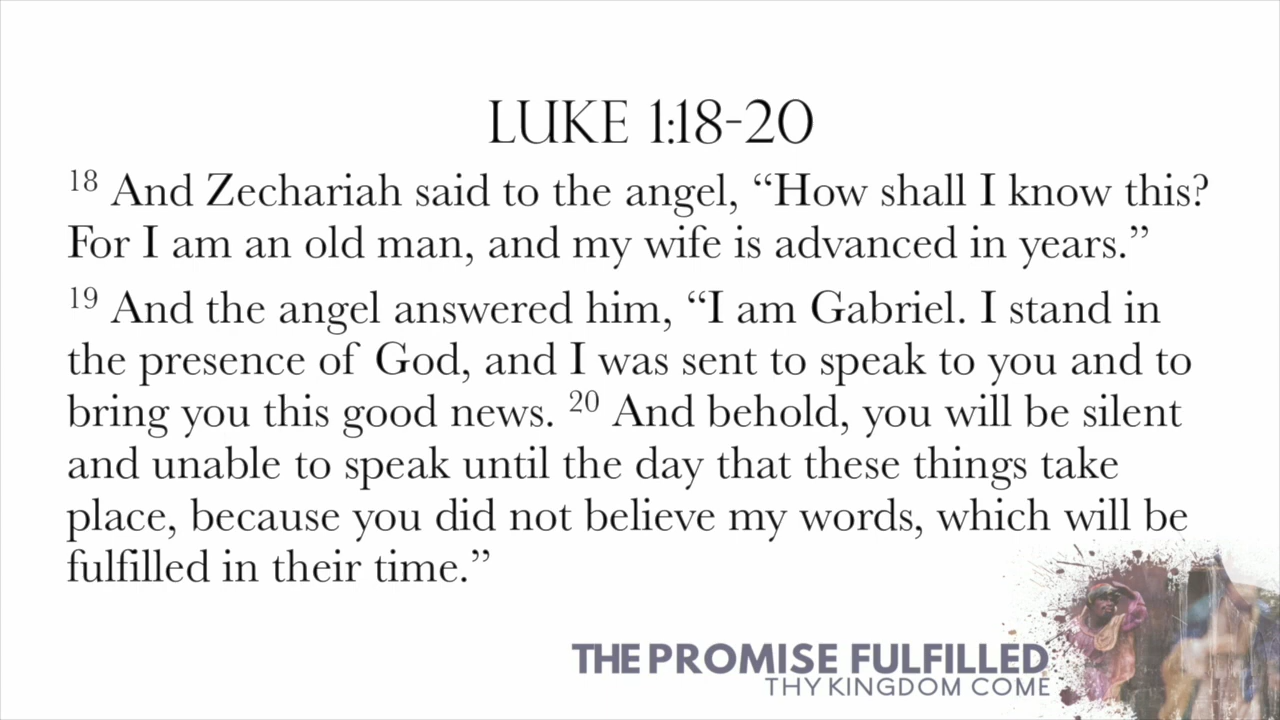 LUKE 1:18-20
18 And Zechariah said to the angel, “How shall I know this?
For I am an old man, and my wife is advanced in years.”
19 And the angel answered him, “I am Gabriel. I stand in
the presence of God, and I was sent to speak to you and to
bring you this good news. 20 And behold, you will be silent
and unable to speak until the day that these things take
place, because you did not believe my words, which will be
fulfilled in their time.”
THE PROMISE FULFILLED
THY KINGDOM COME